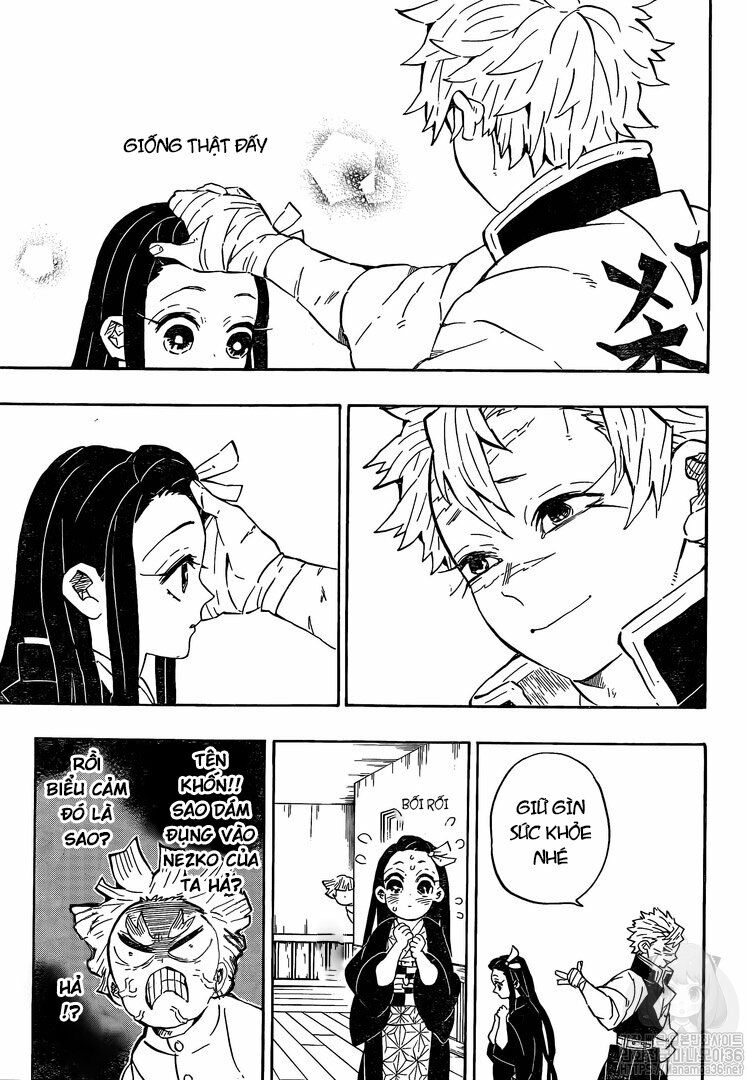 GIỐNG THẬT ĐẤY
GIỮ GÌN
SỨC KHỎE
NHÉ
BỐI RỐI
TÊN
KHỐN!!
SAO DÁM
ĐỤNG VÀO
NEZKO CỦA
TA HẢ?
RỒI
BIỂU CẢM
ĐÓ LÀ
SAO?
HẢ
!?